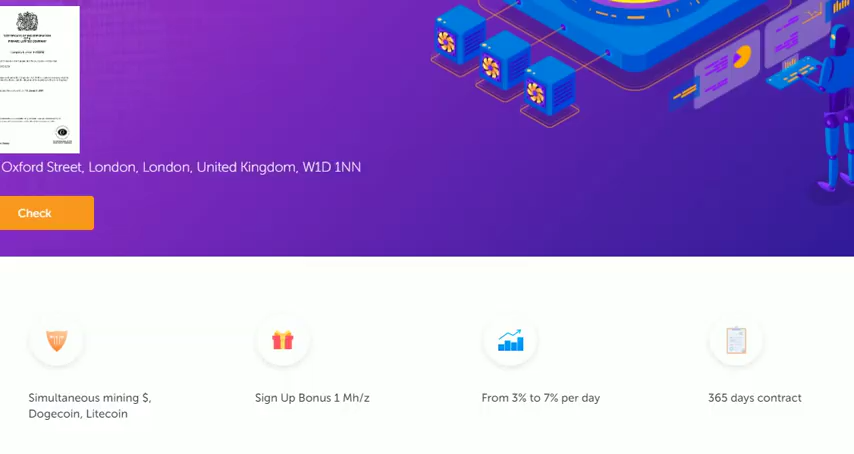 Oxford Street, London, London, United Kingdom, W1D 1NN
Check
Simultaneous mining $,
Dogecoin, Litecoin
Sign Up Bonus 1 Mh/z
From 3% to 7% per day
365 days contract